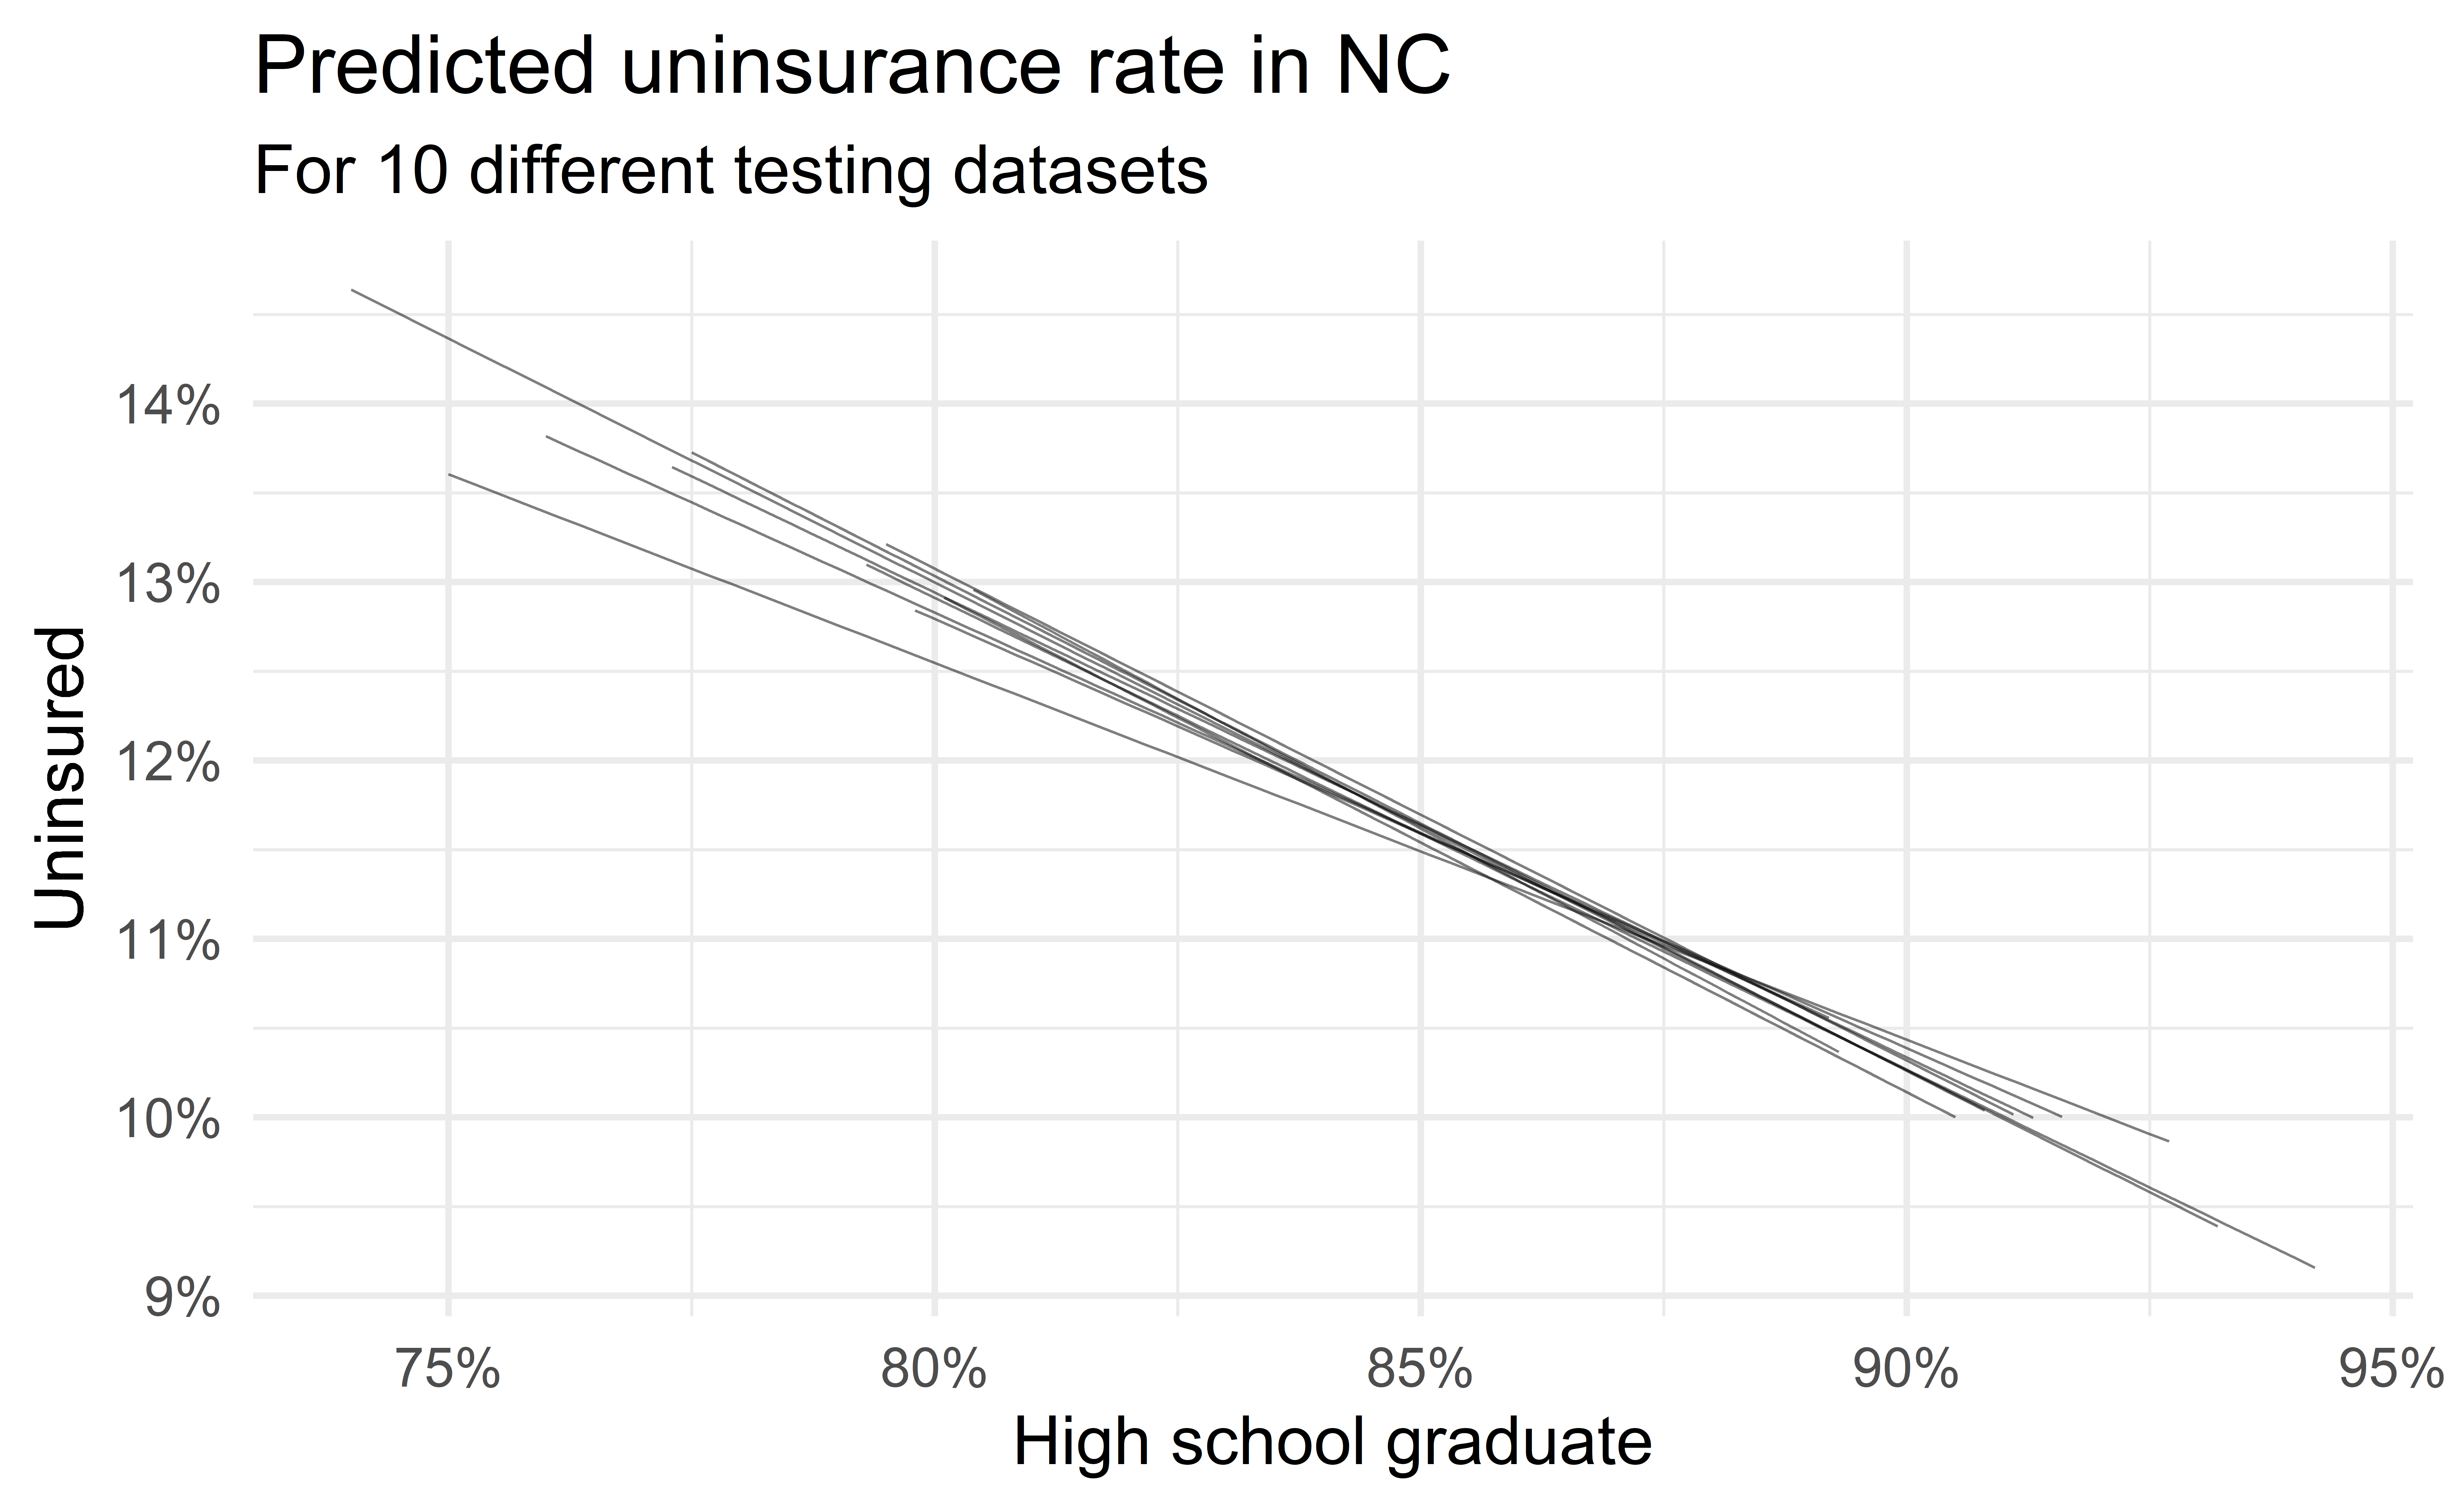 Predicted uninsurance rate in NC
For 10 different testing datasets
Uninsured
14%
13%
12%
11%
10%
9%
75% 80% 85% 90% 95%
High school graduate